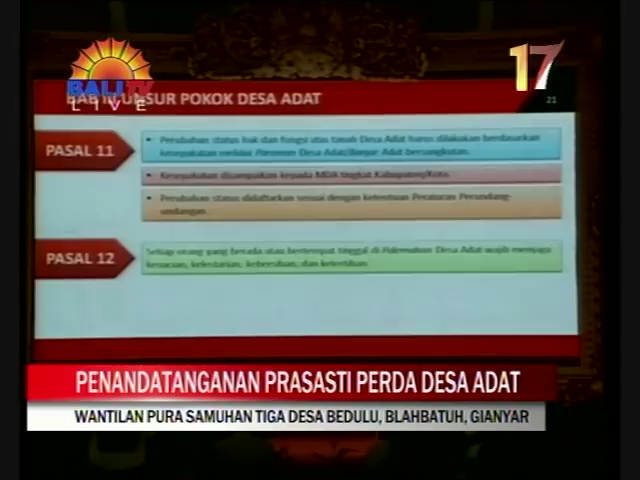 BALI TV
LIVE
17
BAB III UNSUR POKOK DESA ADAT
21
PASAL 11
Perubahan status hak dan fungsi atas tanah Desa Adat harus dilakukan berdasarkan
kesepakatan melalui Paruman Desa Adat/Banjar Adat bersangkutan.
Kesepakatan disampaikan kepada MDA tingkat Kabupaten/Kota.
Perubahan status didaftarkan sesuai dengan ketentuan Peraturan Perundang-
undangan.
PASAL 12
Setiap orang yang berada atau bertempat tinggal di Palemahan Desa Adat wajib menjaga
kesucian, kelestarian, kebersihan, dan ketertiban
PENANDATANGANAN PRASASTI PERDA DESA ADAT
WANTILAN PURA SAMUHAN TIGA DESA BEDULU, BLAHBATUH, GIANYAR